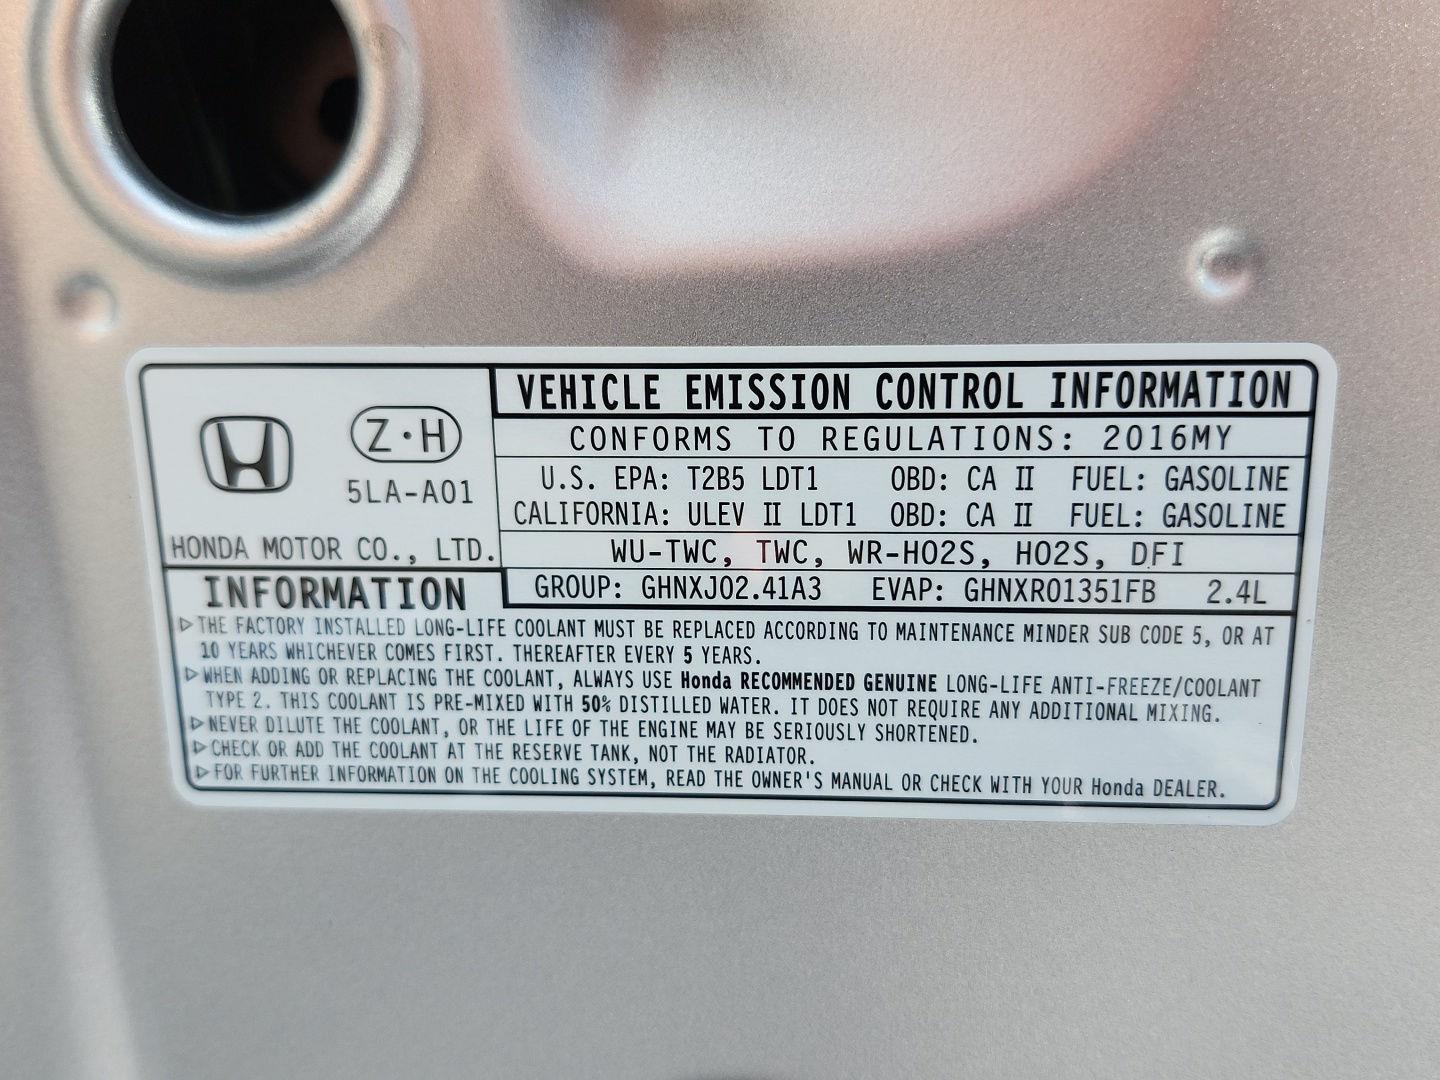 VEHICLE EMISSION CONTROL INFORMATION
Z·H
5LA-A01
HONDA MOTOR CO., LTD.
CONFORMS TO REGULATIONS: 2016MY
U.S. EPA: T2B5 LDT1 OBD: CA II FUEL: GASOLINE
CALIFORNIA: ULEV II LDT1 OBD: CA II FUEL: GASOLINE
WU-TWC, TWC, WR-HO2S, HO2S, DFI
GROUP: GHNXJ02.41A3 EVAP: GHNXR01351FB 2.4L
INFORMATION
▷THE FACTORY INSTALLED LONG-LIFE COOLANT MUST BE REPLACED ACCORDING TO MAINTENANCE MINDER SUB CODE 5, OR AT
10 YEARS WHICHEVER COMES FIRST. THEREAFTER EVERY 5 YEARS.
▷WHEN ADDING OR REPLACING THE COOLANT, ALWAYS USE Honda RECOMMENDED GENUINE LONG-LIFE ANTI-FREEZE/COOLANT
TYPE 2. THIS COOLANT IS PRE-MIXED WITH 50% DISTILLED WATER. IT DOES NOT REQUIRE ANY ADDITIONAL MIXING.
▷NEVER DILUTE THE COOLANT, OR THE LIFE OF THE ENGINE MAY BE SERIOUSLY SHORTENED.
▷CHECK OR ADD THE COOLANT AT THE RESERVE TANK, NOT THE RADIATOR.
▷FOR FURTHER INFORMATION ON THE COOLING SYSTEM, READ THE OWNER'S MANUAL OR CHECK WITH YOUR Honda DEALER.